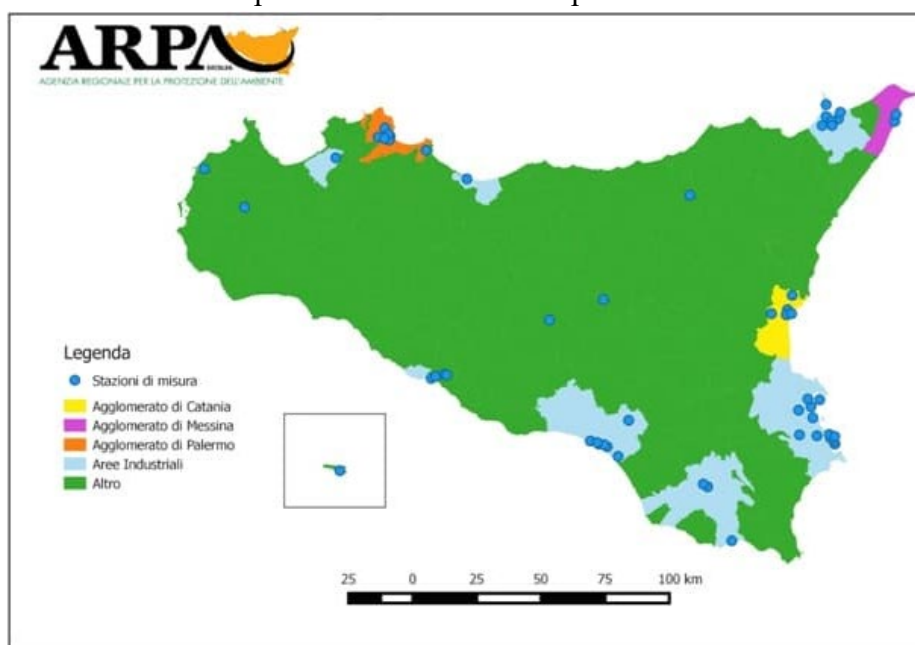 ARPA
SICILIA
AGENZIA REGIONALE PER LA PROTEZIONE DELL'AMBIENTE
Legenda
Stazioni di misura
Agglomerato di Catania
Agglomerato di Messina
Agglomerato di Palermo
Aree Industriali
Altro
25 0 25 50 75 100 km